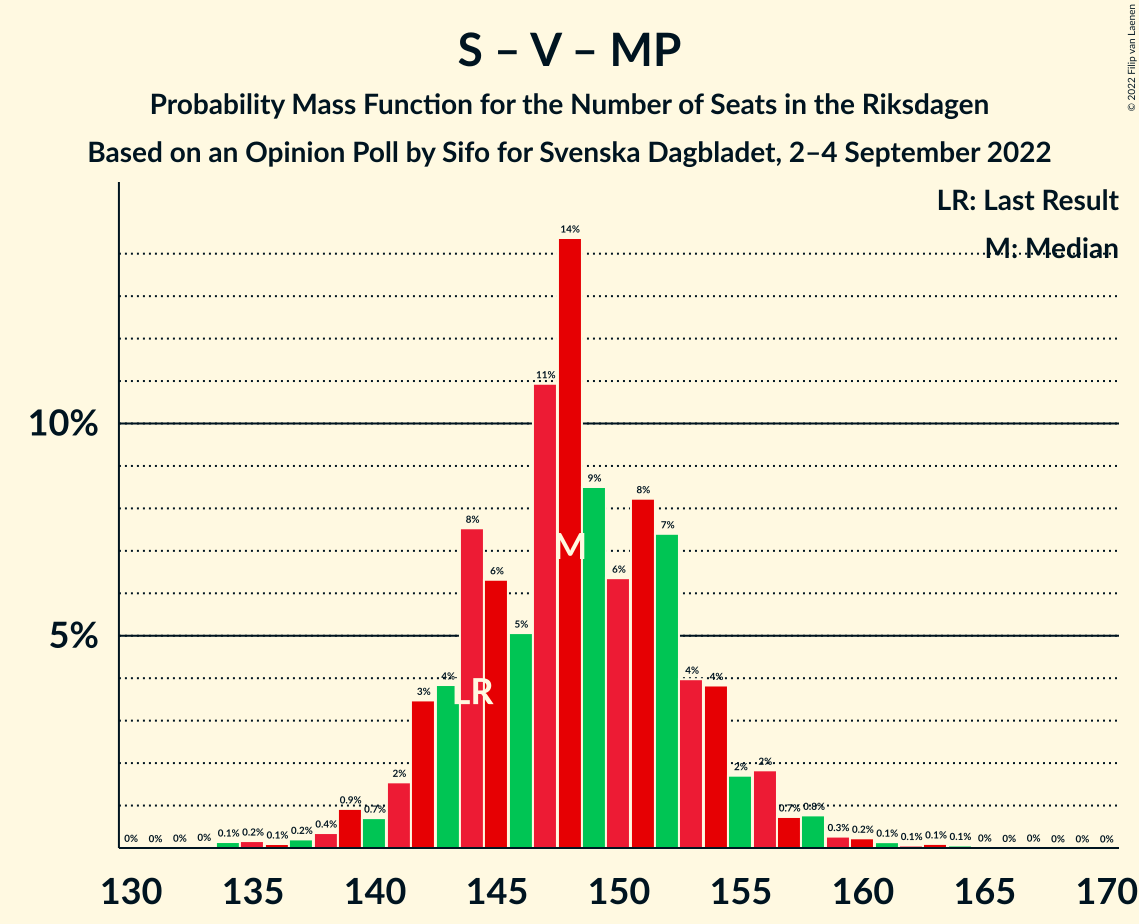 S – V – MP
Probability Mass Function for the Number of Seats in the Riksdagen
Based on an Opinion Poll by Sifo for Svenska Dagbladet, 2–4 September 2022
© 2022 Filip van Laenen
LR: Last Result
M: Median
10%
5%
0% 0% 0% 0% 0.1% 0.2% 0.1% 0.2% 0.4% 0.9% 0.7% 2% 3% 4% 8% 6% 5% 11% 14% 9% 6% 8% 7% 4% 4% 2% 2% 0.7% 0.8% 0.3% 0.2% 0.1% 0.1% 0.1% 0.1% 0% 0% 0% 0% 0% 0%
M
LR
130 135 140 145 150 155 160 165 170